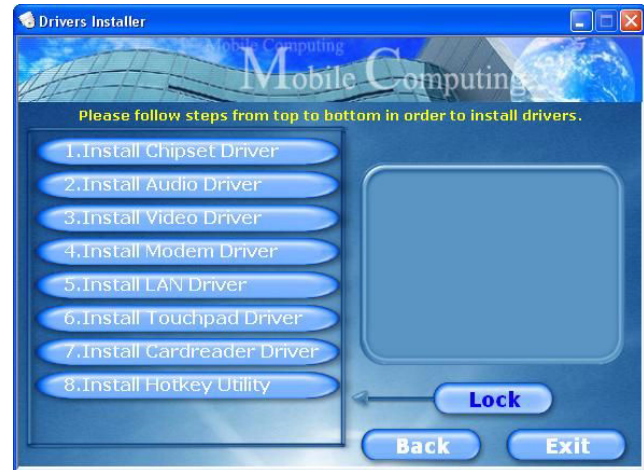 Drivers Installer
Mobile Computing
Mobile Computing
Please follow steps from top to bottom in order to install drivers.
1.Install Chipset Driver
2.Install Audio Driver
3.Install Video Driver
4.Install Modem Driver
5.Install LAN Driver
6.Install Touchpad Driver
7.Install Cardreader Driver
8.Install Hotkey Utility
Lock
Back
Exit